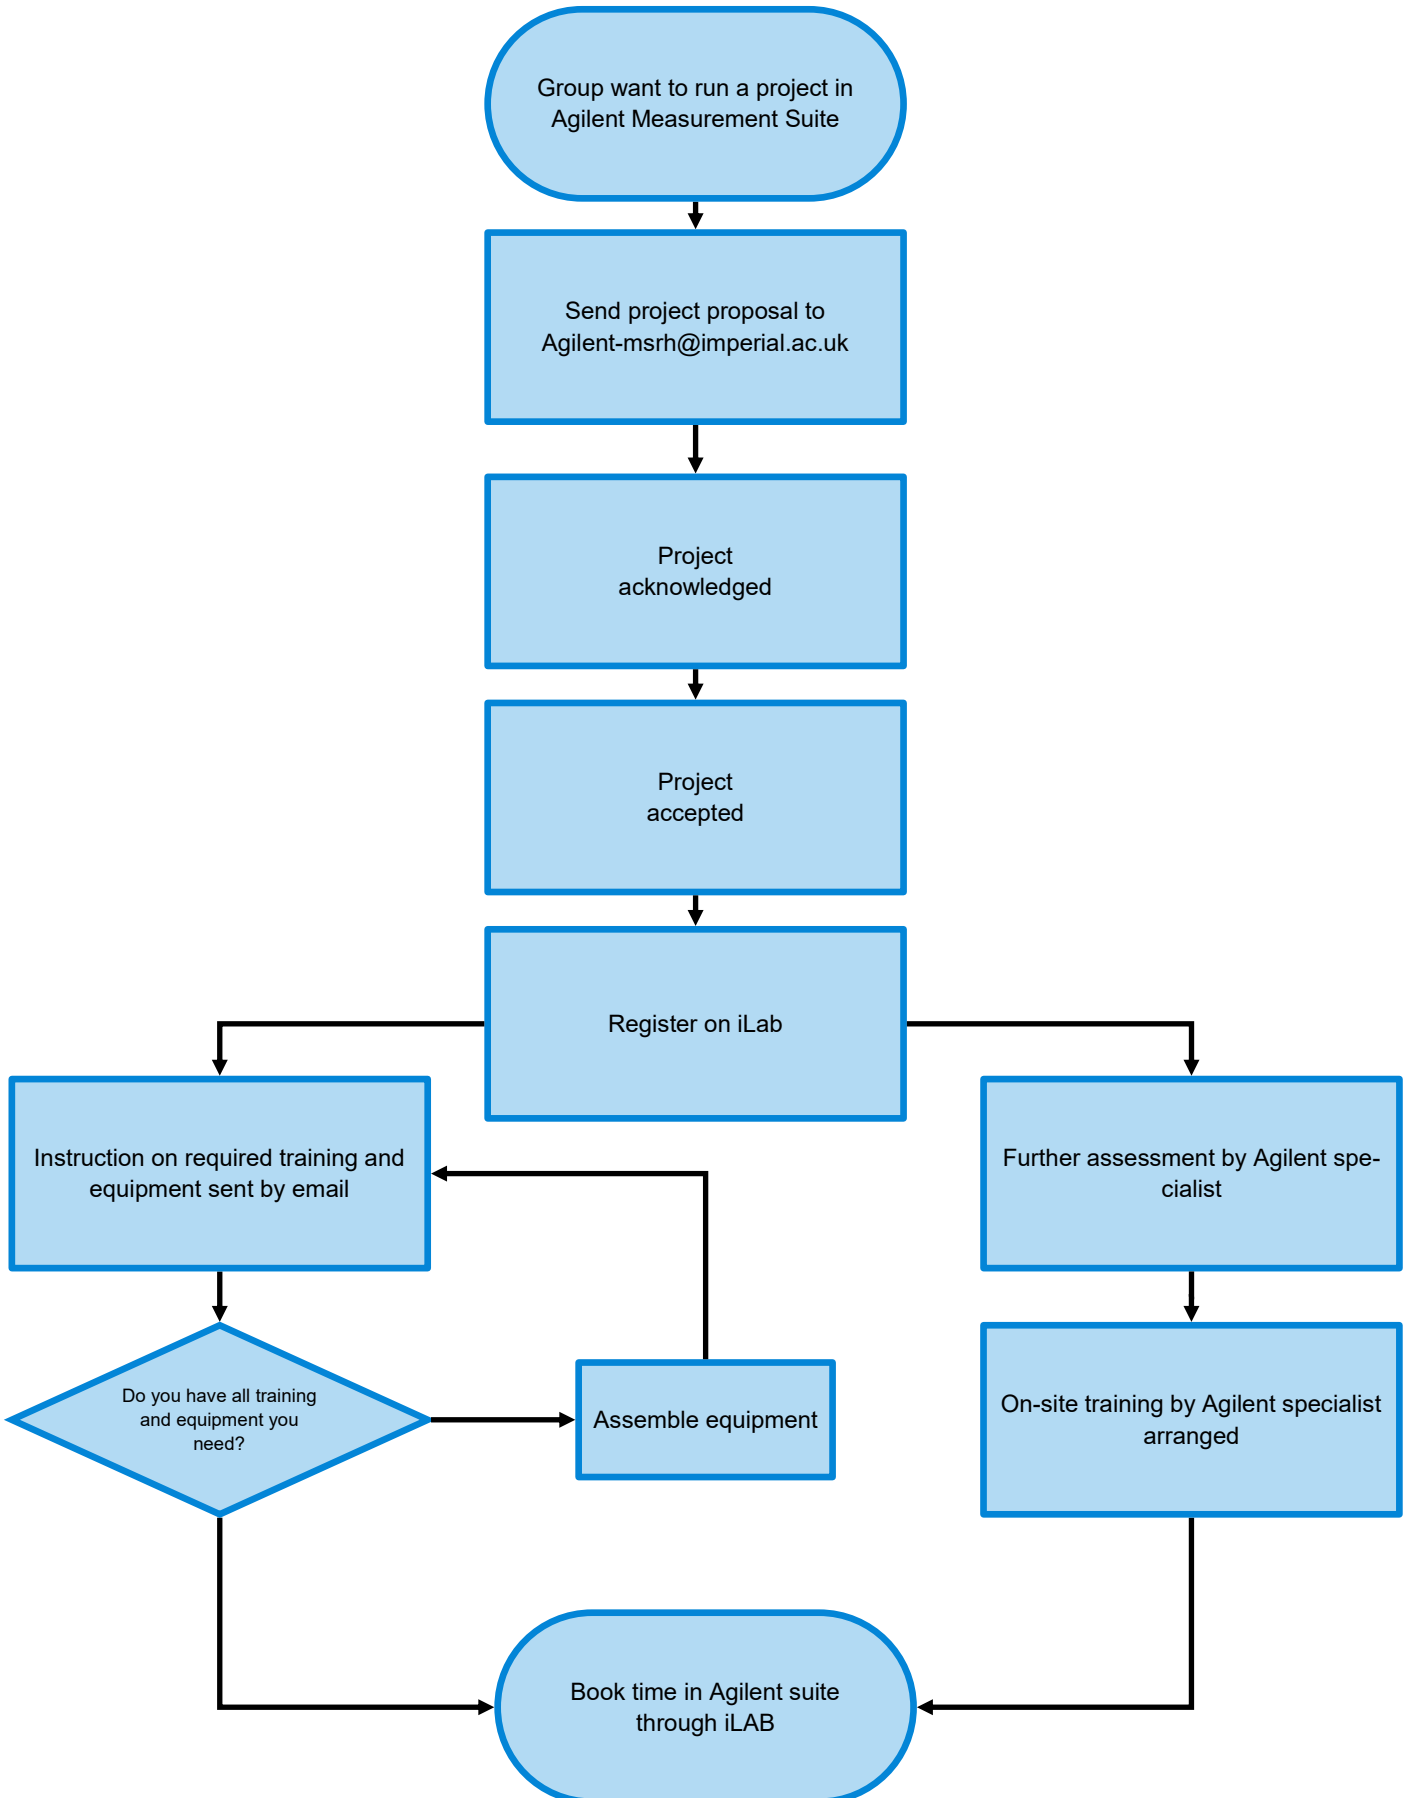 Group want to run a project in
Agilent Measurement Suite
Send project proposal to
Agilent-msrh@imperial.ac.uk
Project
acknowledged
Project
accepted
Register on iLab
Instruction on required training and
equipment sent by email
Further assessment by Agilent spe-
cialist
Do you have all training
and equipment you
need?
Assemble equipment
On-site training by Agilent specialist
arranged
Book time in Agilent suite
through iLAB